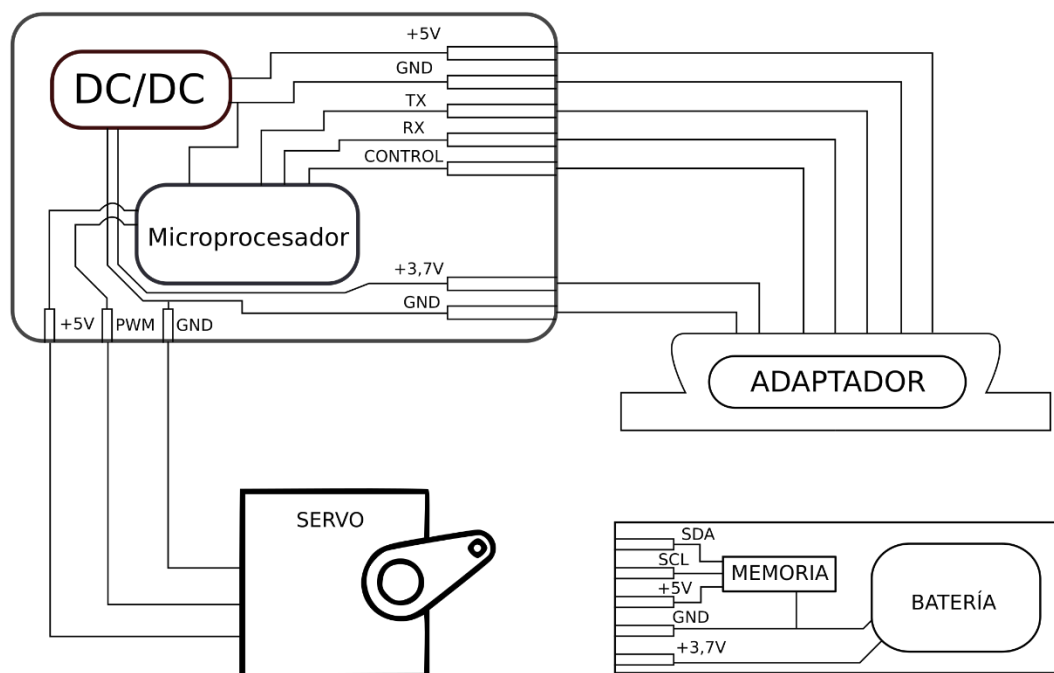 +5V
DC/DC
GND
TX
RX
CONTROL
Microprocesador
+3,7V
GND
+5V PWM GND
ADAPTADOR
SERVO
SDA
SCL
MEMORIA
+5V
BATERÍA
GND
+3,7V